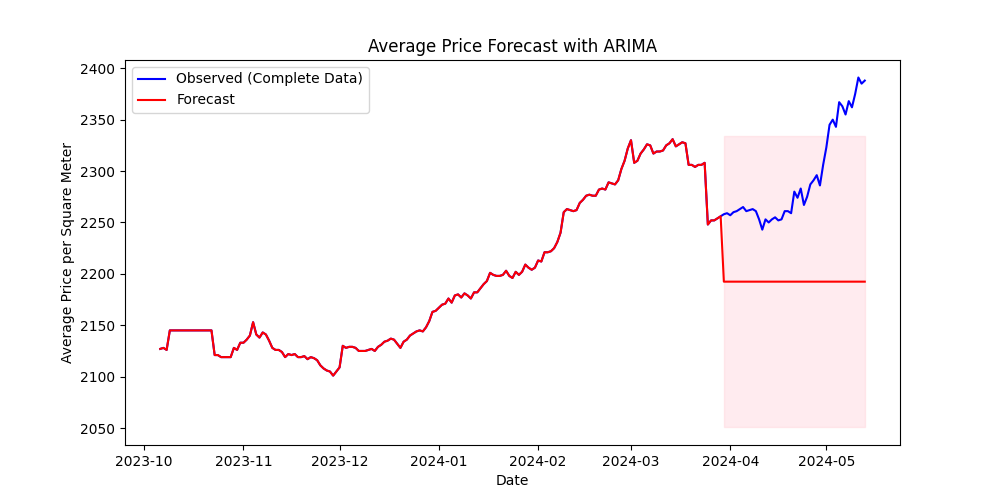 Average Price Forecast with ARIMA
Observed (Complete Data)
Forecast
Average Price per Square Meter
2400
2350
2300
2250
2200
2150
2100
2050
2023-10 2023-11 2023-12 2024-01 2024-02 2024-03 2024-04 2024-05
Date